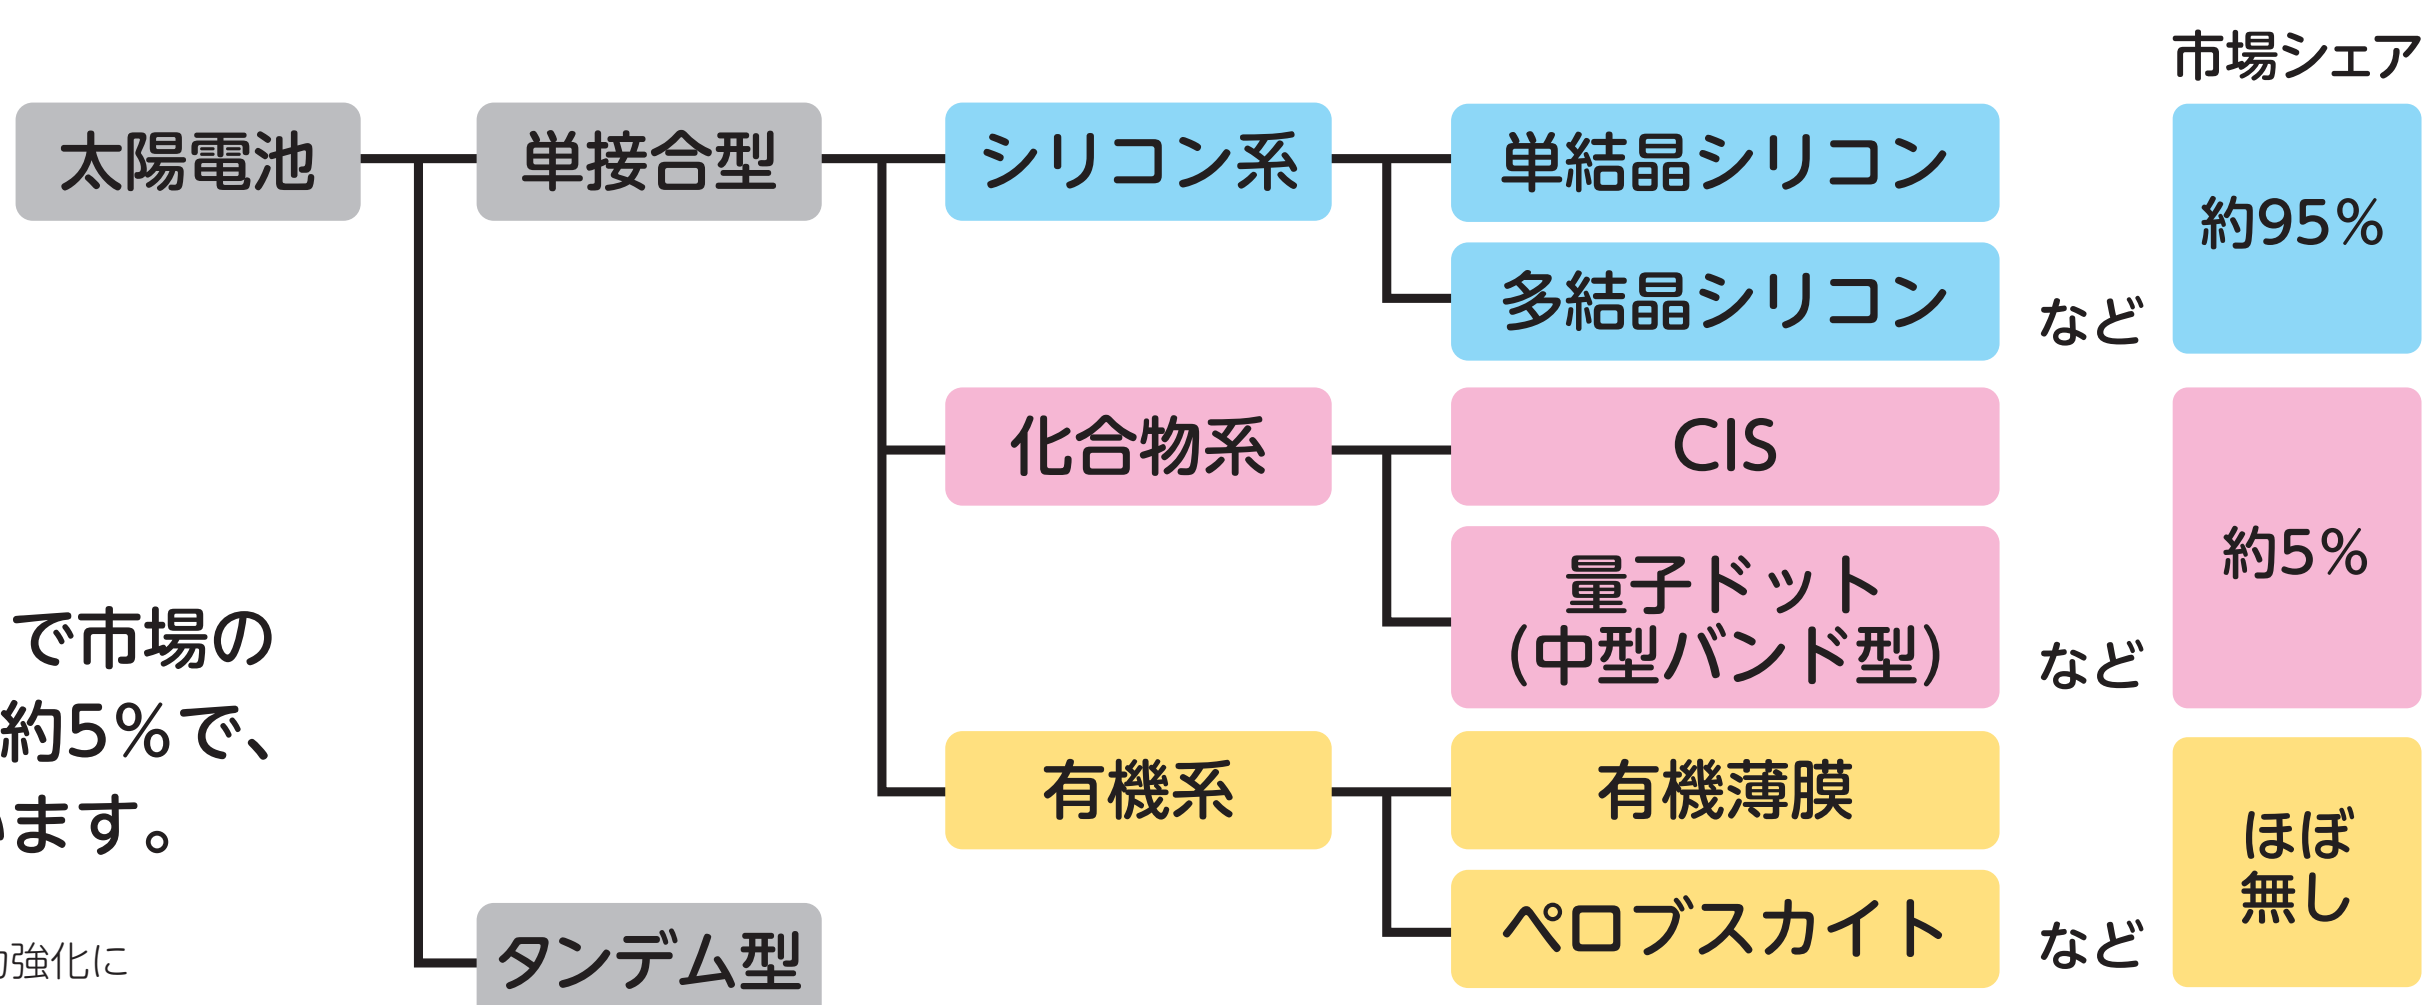 市場シェア
太陽電池
単接合型
シリコン系
単結晶シリコン
多結晶シリコン
など
約95%
化合物系
CIS
量子ドット
(中型バンド型)
など
約5%
有機系
有機薄膜
ペロブスカイト
など
ほぼ
無し
タンデム型
で市場の
約5%で、
います。
強化に